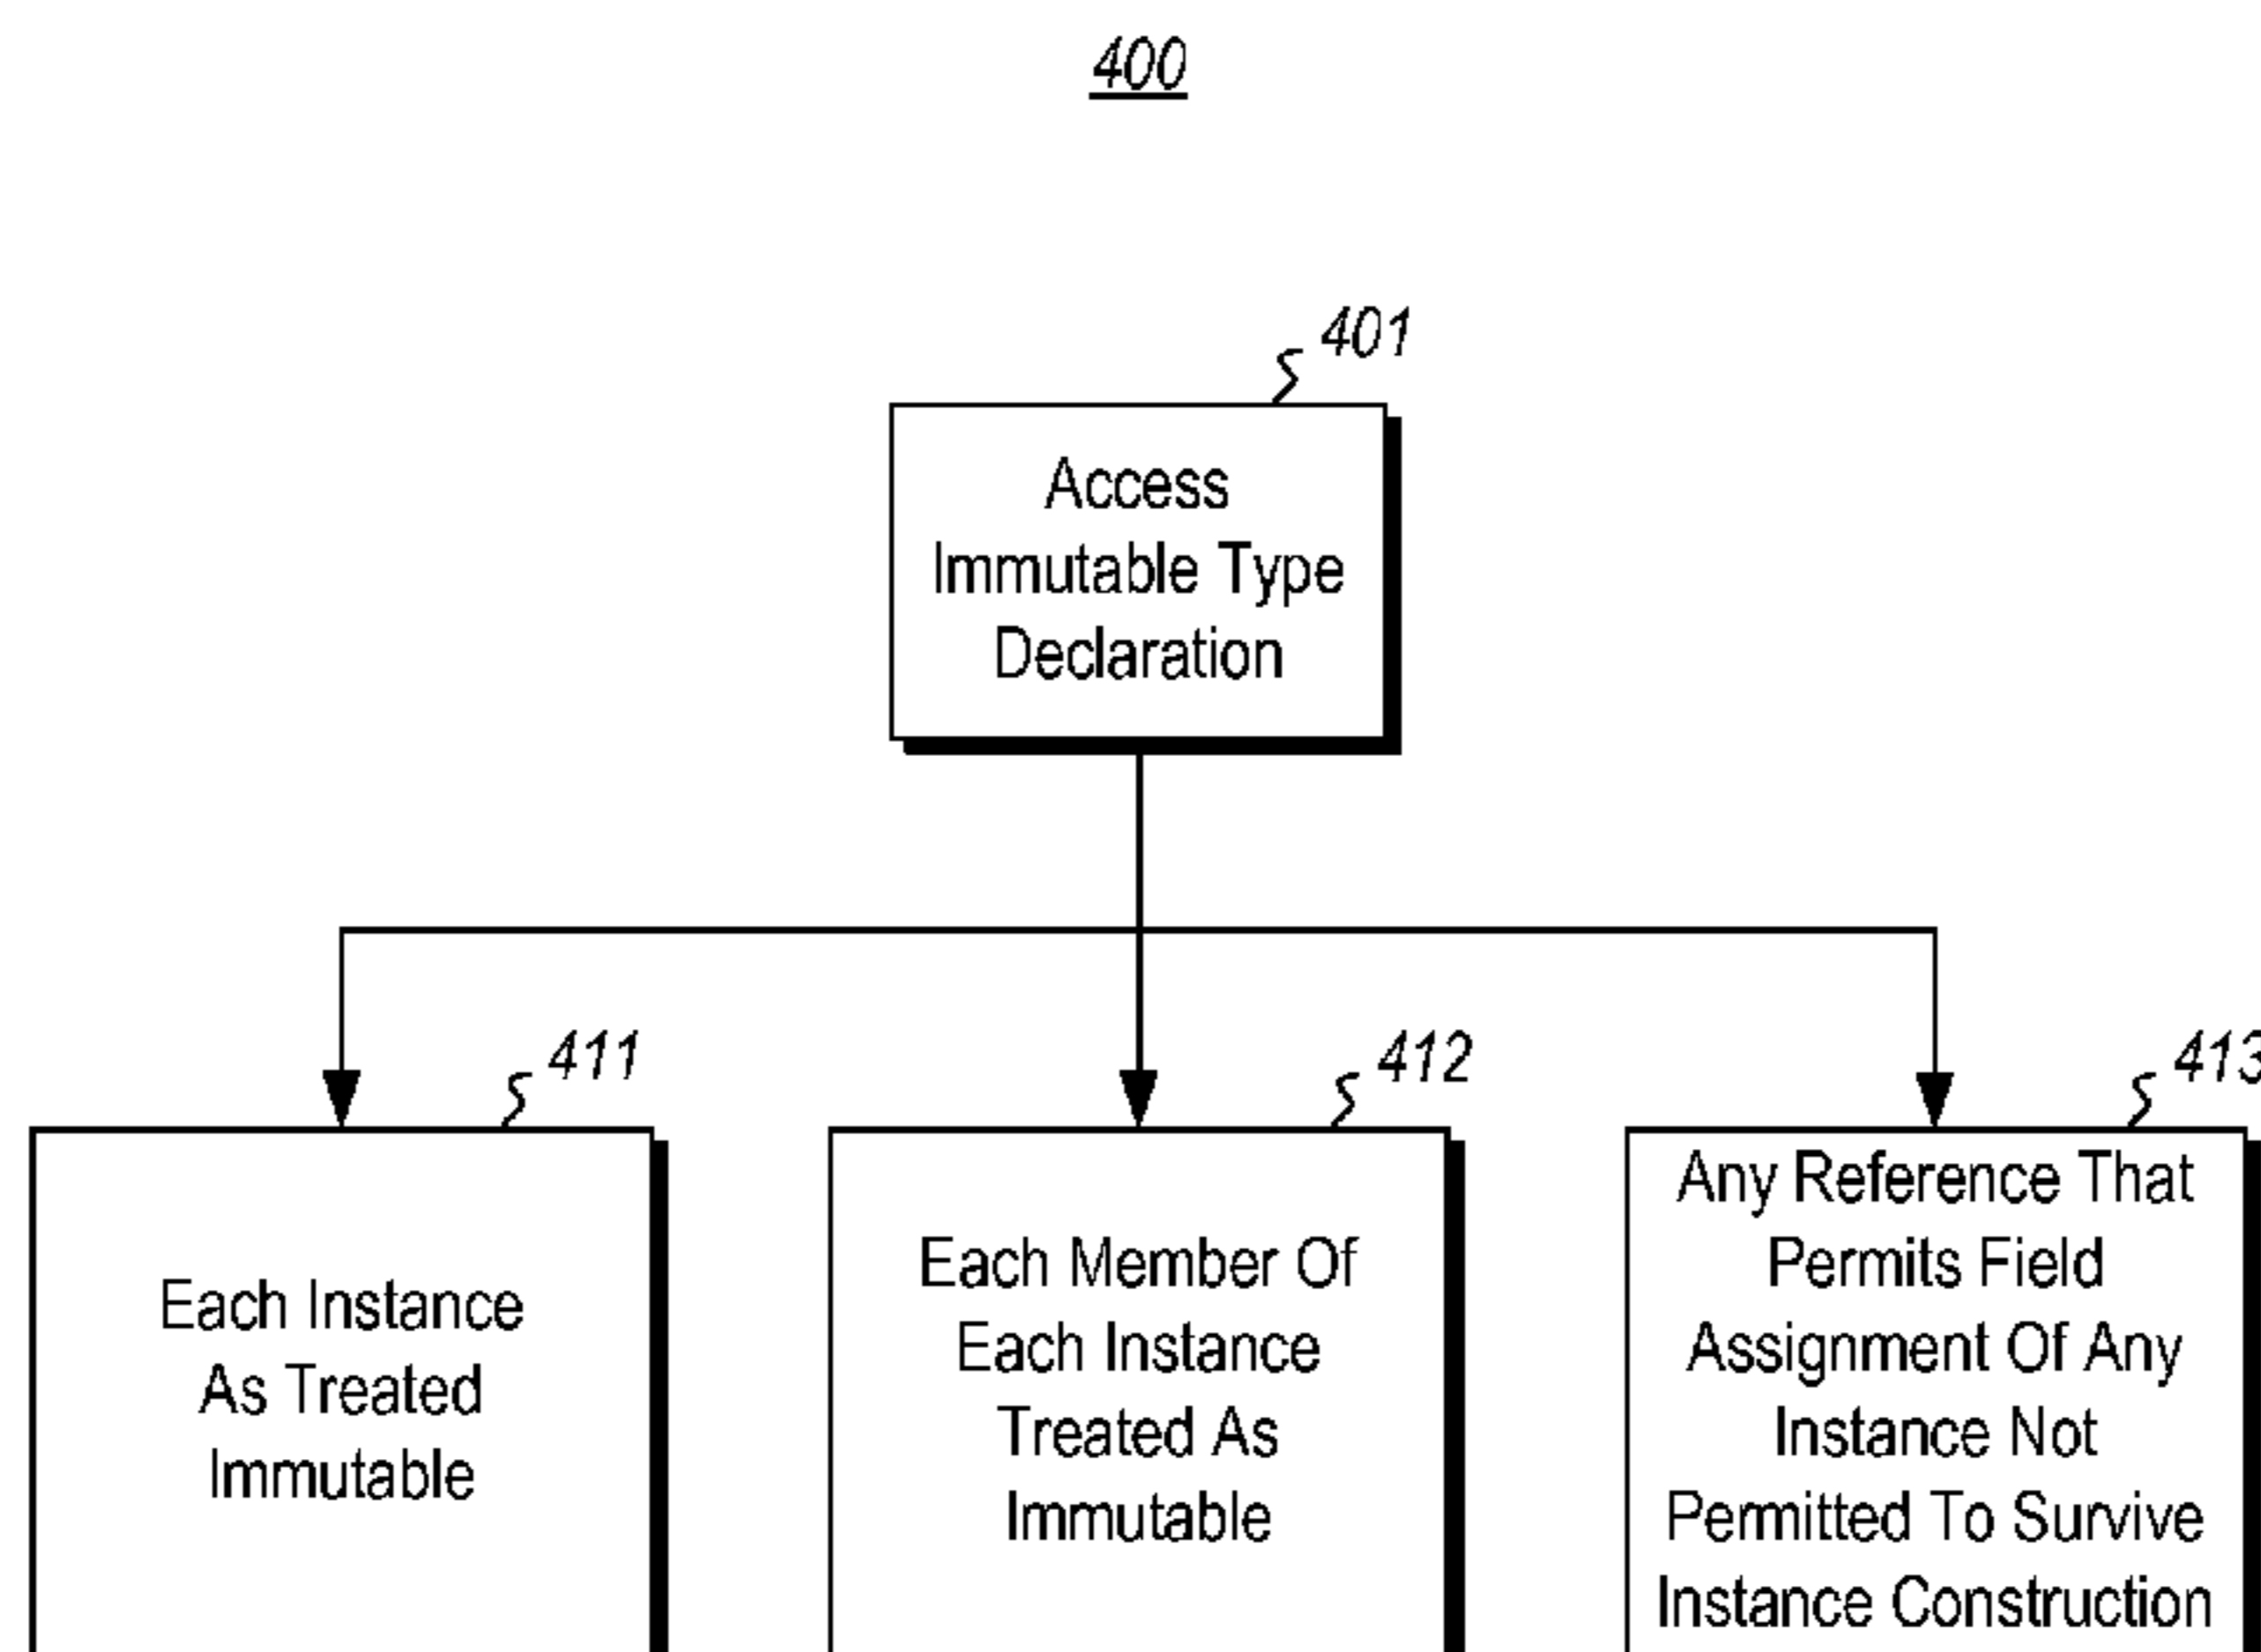 400
401
Access
Immutable Type
Declaration
411
Each Instance
As Treated
Immutable
412
Each Member Of
Each Instance
Treated As
Immutable
413
Any Reference That
Permits Field
Assignment Of Any
Instance Not
Permitted To Survive
Instance Construction